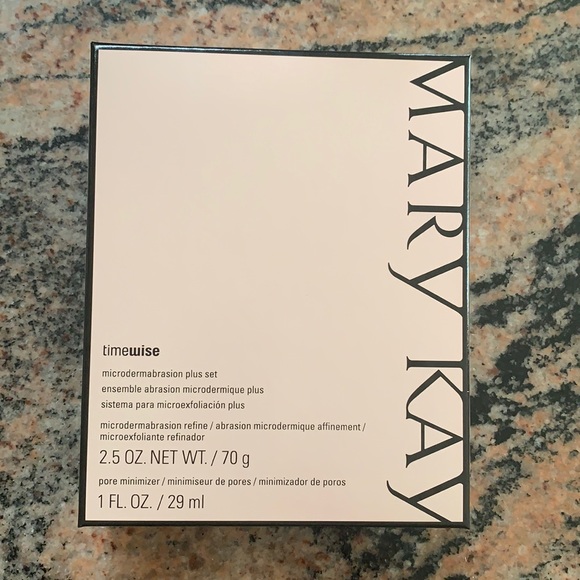 MARY KAY
timewise
microdermabrasion plus set
ensemble abrasion microdermique plus
sistema para microexfoliación plus
microdermabrasion refine / abrasion microdermique affinement /
microexfoliante refinador
2.5 OZ. NET WT. / 70 g
pore minimizer / minimiseur de pores / minimizador de poros
1 FL. OZ. / 29 ml